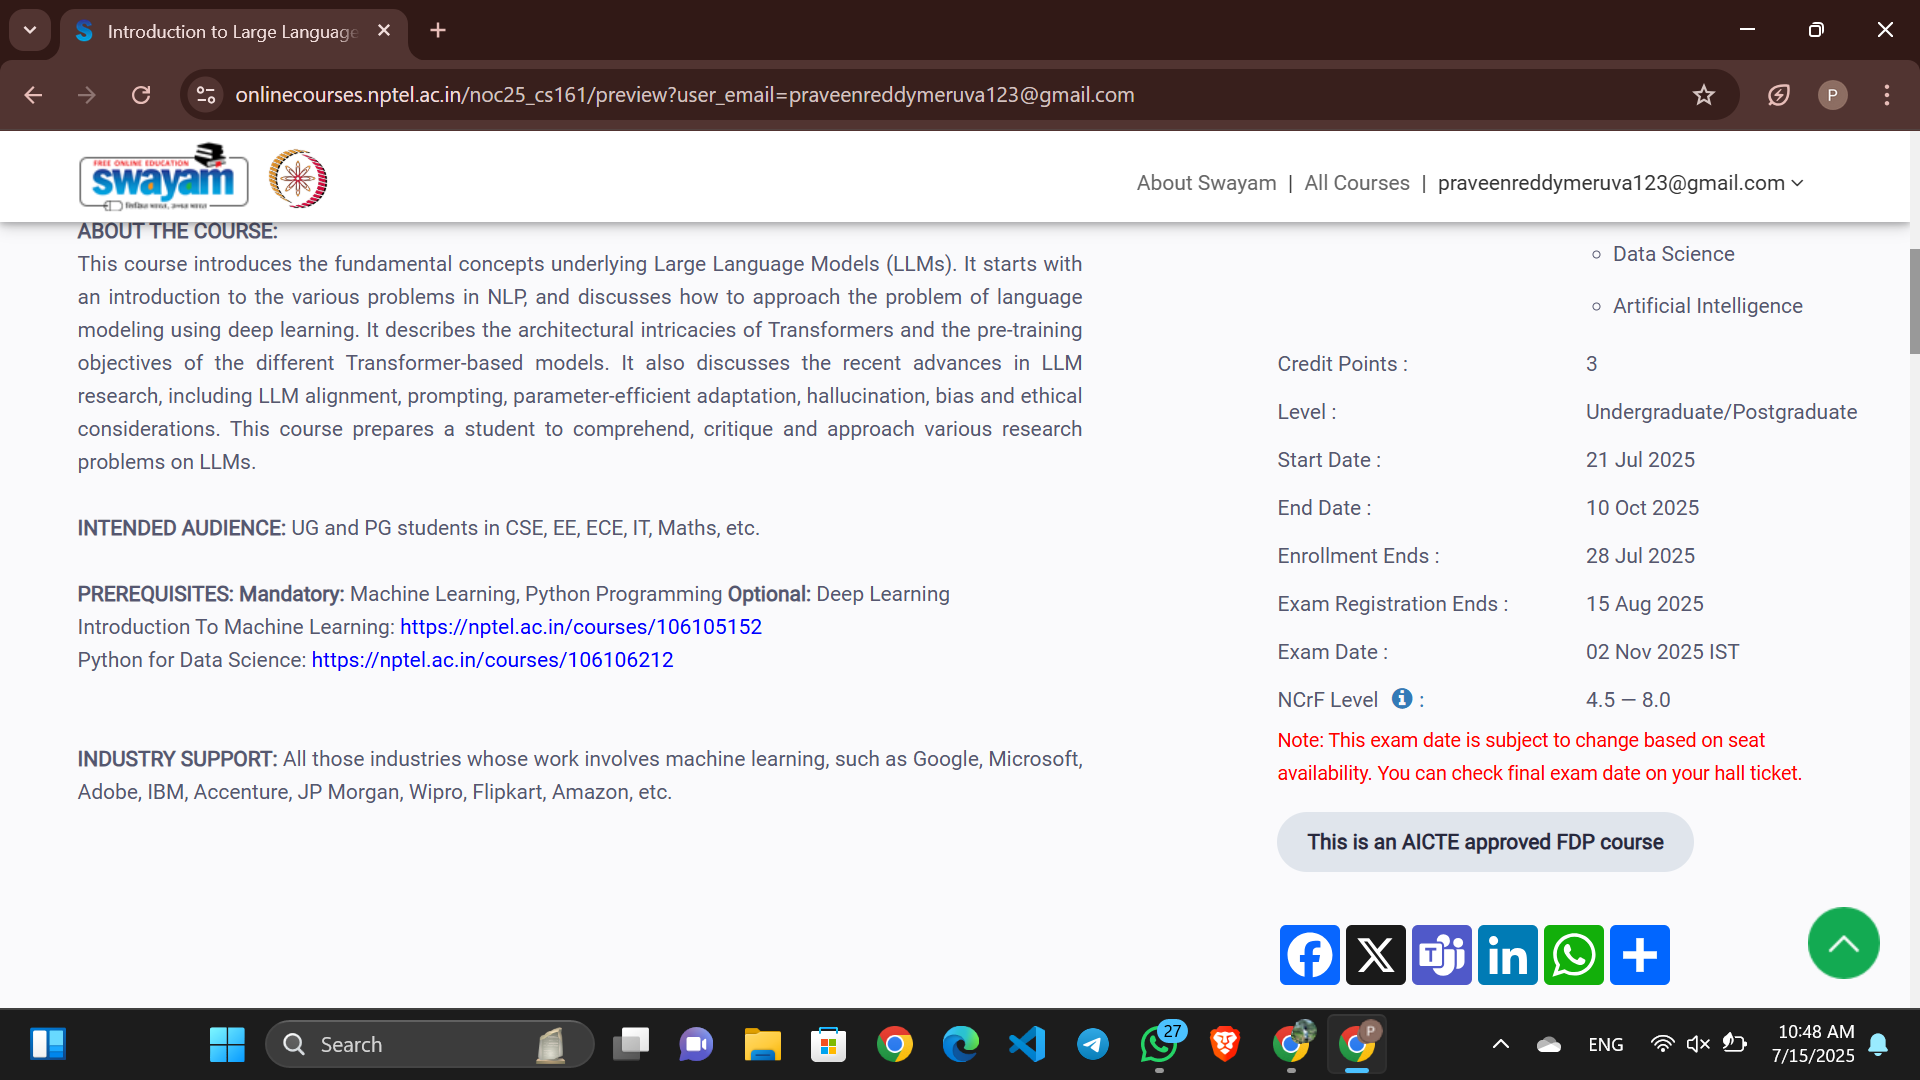 Introduction to Large Language
onlinecourses.nptel.ac.in/noc25_cs161/preview?user_email=praveenreddymeruva123@gmail.com
P
FREE ONLINE EDUCATION
swayam
About Swayam | All Courses | praveenreddymeruva123@gmail.com
ABOUT THE COURSE:
This course introduces the fundamental concepts underlying Large Language Models (LLMs). It starts with
an introduction to the various problems in NLP, and discusses how to approach the problem of language
modeling using deep learning. It describes the architectural intricacies of Transformers and the pre-training
objectives of the different Transformer-based models. It also discusses the recent advances in LLM
research, including LLM alignment, prompting, parameter-efficient adaptation, hallucination, bias and ethical
considerations. This course prepares a student to comprehend, critique and approach various research
problems on LLMs.
INTENDED AUDIENCE: UG and PG students in CSE, EE, ECE, IT, Maths, etc.
PREREQUISITES: Mandatory: Machine Learning, Python Programming Optional: Deep Learning
Introduction To Machine Learning: https://nptel.ac.in/courses/106105152
Python for Data Science: https://nptel.ac.in/courses/106106212
INDUSTRY SUPPORT: All those industries whose work involves machine learning, such as Google, Microsoft,
Adobe, IBM, Accenture, JP Morgan, Wipro, Flipkart, Amazon, etc.
Data Science
Artificial Intelligence
Credit Points : 3
Level : Undergraduate/Postgraduate
Start Date : 21 Jul 2025
End Date : 10 Oct 2025
Enrollment Ends : 28 Jul 2025
Exam Registration Ends : 15 Aug 2025
Exam Date : 02 Nov 2025 IST
NCrF Level : 4.5 — 8.0
Note: This exam date is subject to change based on seat
availability. You can check final exam date on your hall ticket.
This is an AICTE approved FDP course
Search
27
P
ENG
10:48 AM
7/15/2025